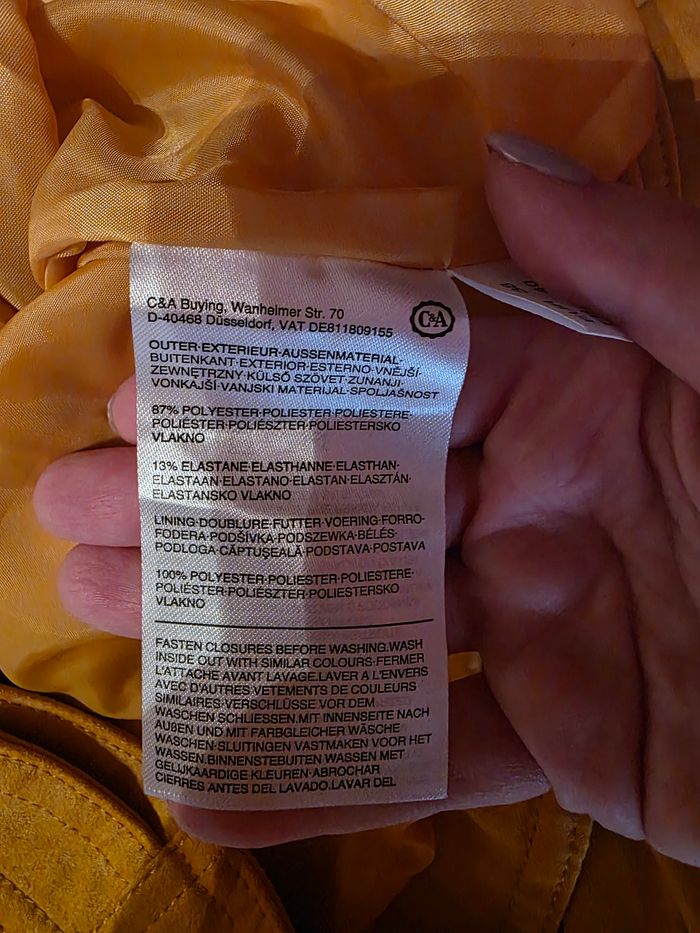 C&A Buying, Wanheimer Str. 70
D-40468 Düsseldorf, VAT DE811809155
C&A
OUTER·EXTERIEUR·AUSSENMATERIAL·
BUITENKANT·EXTERIOR·ESTERNO·VNĚJŠÍ·
ZEWNĘTRZNY·KÜLSŐ SZÖVET·ZUNANJI·
VONKAJŠÍ·VANJSKI MATERIJAL·SPOLJAŠNOST
87% POLYESTER·POLIESTER·POLIESTERE·
POLIÉSTER·POLIÉSZTER·POLIESTERSKO
VLAKNO
13% ELASTANE·ELASTHANNE·ELASTHAN·
ELASTAAN·ELASTANO·ELASTAN·ELASZTÁN·
ELASTANSKO VLAKNO
LINING·DOUBLURE·FUTTER·VOERING·FORRO·
FODERA·PODŠÍVKA·PODSZEWKA·BÉLÉS·
PODLOGA·CĂPTUŞEALĂ·PODSTAVA·POSTAVA
100% POLYESTER·POLIESTER·POLIESTERE·
POLIÉSTER·POLIÉSZTER·POLIESTERSKO
VLAKNO
FASTEN CLOSURES BEFORE WASHING.WASH
INSIDE OUT WITH SIMILAR COLOURS·FERMER
L'ATTACHE AVANT LAVAGE.LAVER A L'ENVERS
AVEC D'AUTRES VETEMENTS DE COULEURS
SIMILAIRES·VERSCHLÜSSE VOR DEM
WASCHEN SCHLIESSEN.MIT INNENSEITE NACH
AUßEN UND MIT FARBGLEICHER WÄSCHE
WASCHEN·SLUITINGEN VASTMAKEN VOOR HET
WASSEN.BINNENSTEBUITEN WASSEN MET
GELIJKAARDIGE KLEUREN·ABROCHAR
CIERRES ANTES DEL LAVADO.LAVAR DEL